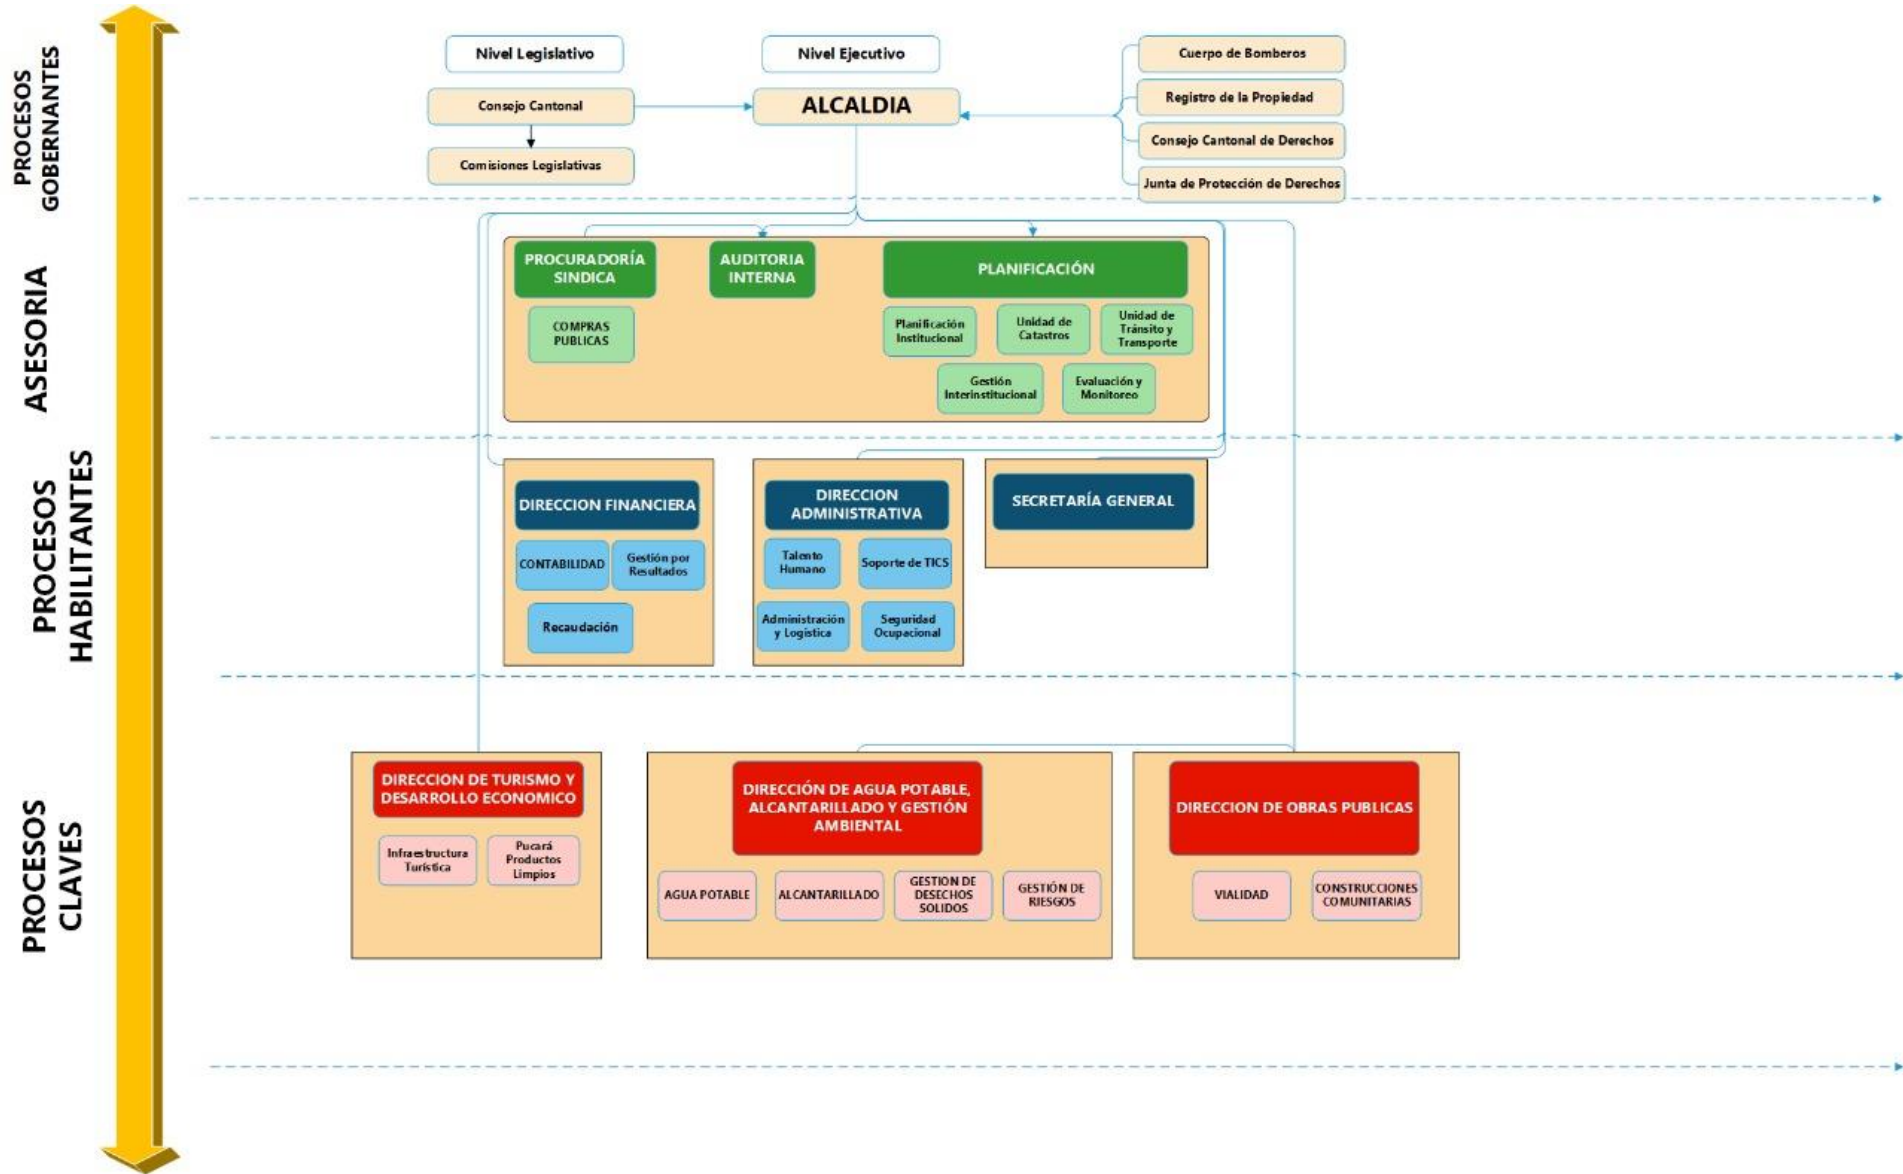 PROCESOS
GOBERNANTES
Nivel Legislativo
Nivel Ejecutivo
Consejo Cantonal
ALCALDIA
Comisiones Legislativas
Cuerpo de Bomberos
Registro de la Propiedad
Consejo Cantonal de Derechos
Junta de Protección de Derechos
ASESORIA
PROCURADORÍA
SINDICA
COMPRAS
PUBLICAS
AUDITORIA
INTERNA
PLANIFICACIÓN
Planificación
Institucional
Unidad de
Catastros
Unidad de
Tránsito y
Transporte
Gestión
Interinstitucional
Evaluación y
Monitoreo
PROCESOS
HABILITANTES
DIRECCION FINANCIERA
CONTABILIDAD
Gestión por
Resultados
Recaudación
DIRECCION
ADMINISTRATIVA
Talento
Humano
Soporte de TICS
Administración
y Logística
Seguridad
Ocupacional
SECRETARÍA GENERAL
PROCESOS
CLAVES
DIRECCION DE TURISMO Y
DESARROLLO ECONOMICO
Infraestructura
Turística
Pucará
Productos
Limpios
DIRECCIÓN DE AGUA POTABLE,
ALCANTARILLADO Y GESTIÓN
AMBIENTAL
AGUA POTABLE
ALCANTARILLADO
GESTION DE
DESECHOS
SOLIDOS
GESTIÓN DE
RIESGOS
DIRECCION DE OBRAS PUBLICAS
VIALIDAD
CONSTRUCCIONES
COMUNITARIAS